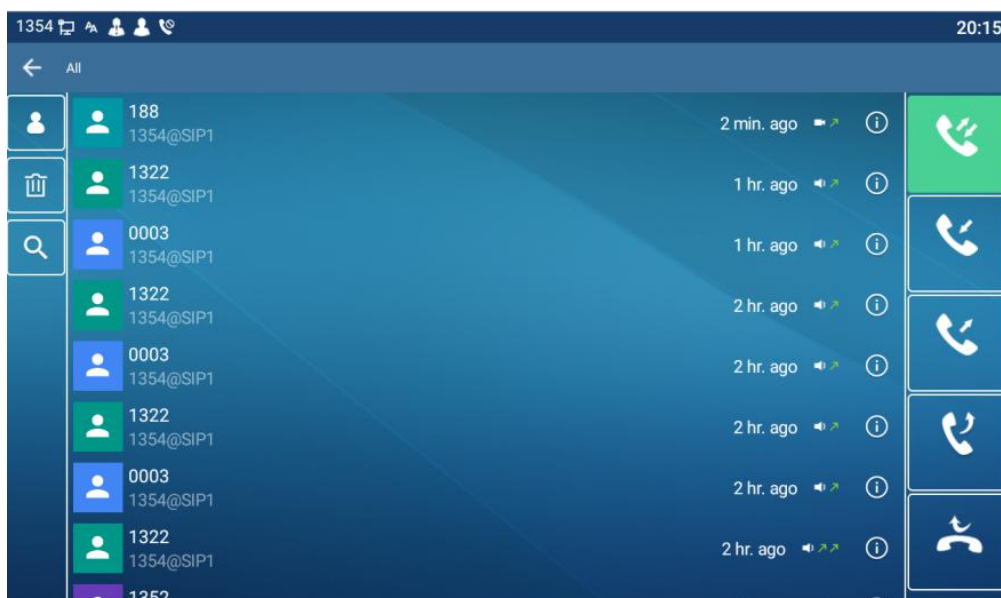 1354
20:15
All
188
1354@SIP1
2 min. ago
1322
1354@SIP1
1 hr. ago
0003
1354@SIP1
1 hr. ago
1322
1354@SIP1
2 hr. ago
0003
1354@SIP1
2 hr. ago
1322
1354@SIP1
2 hr. ago
0003
1354@SIP1
2 hr. ago
1322
1354@SIP1
2 hr. ago
1352